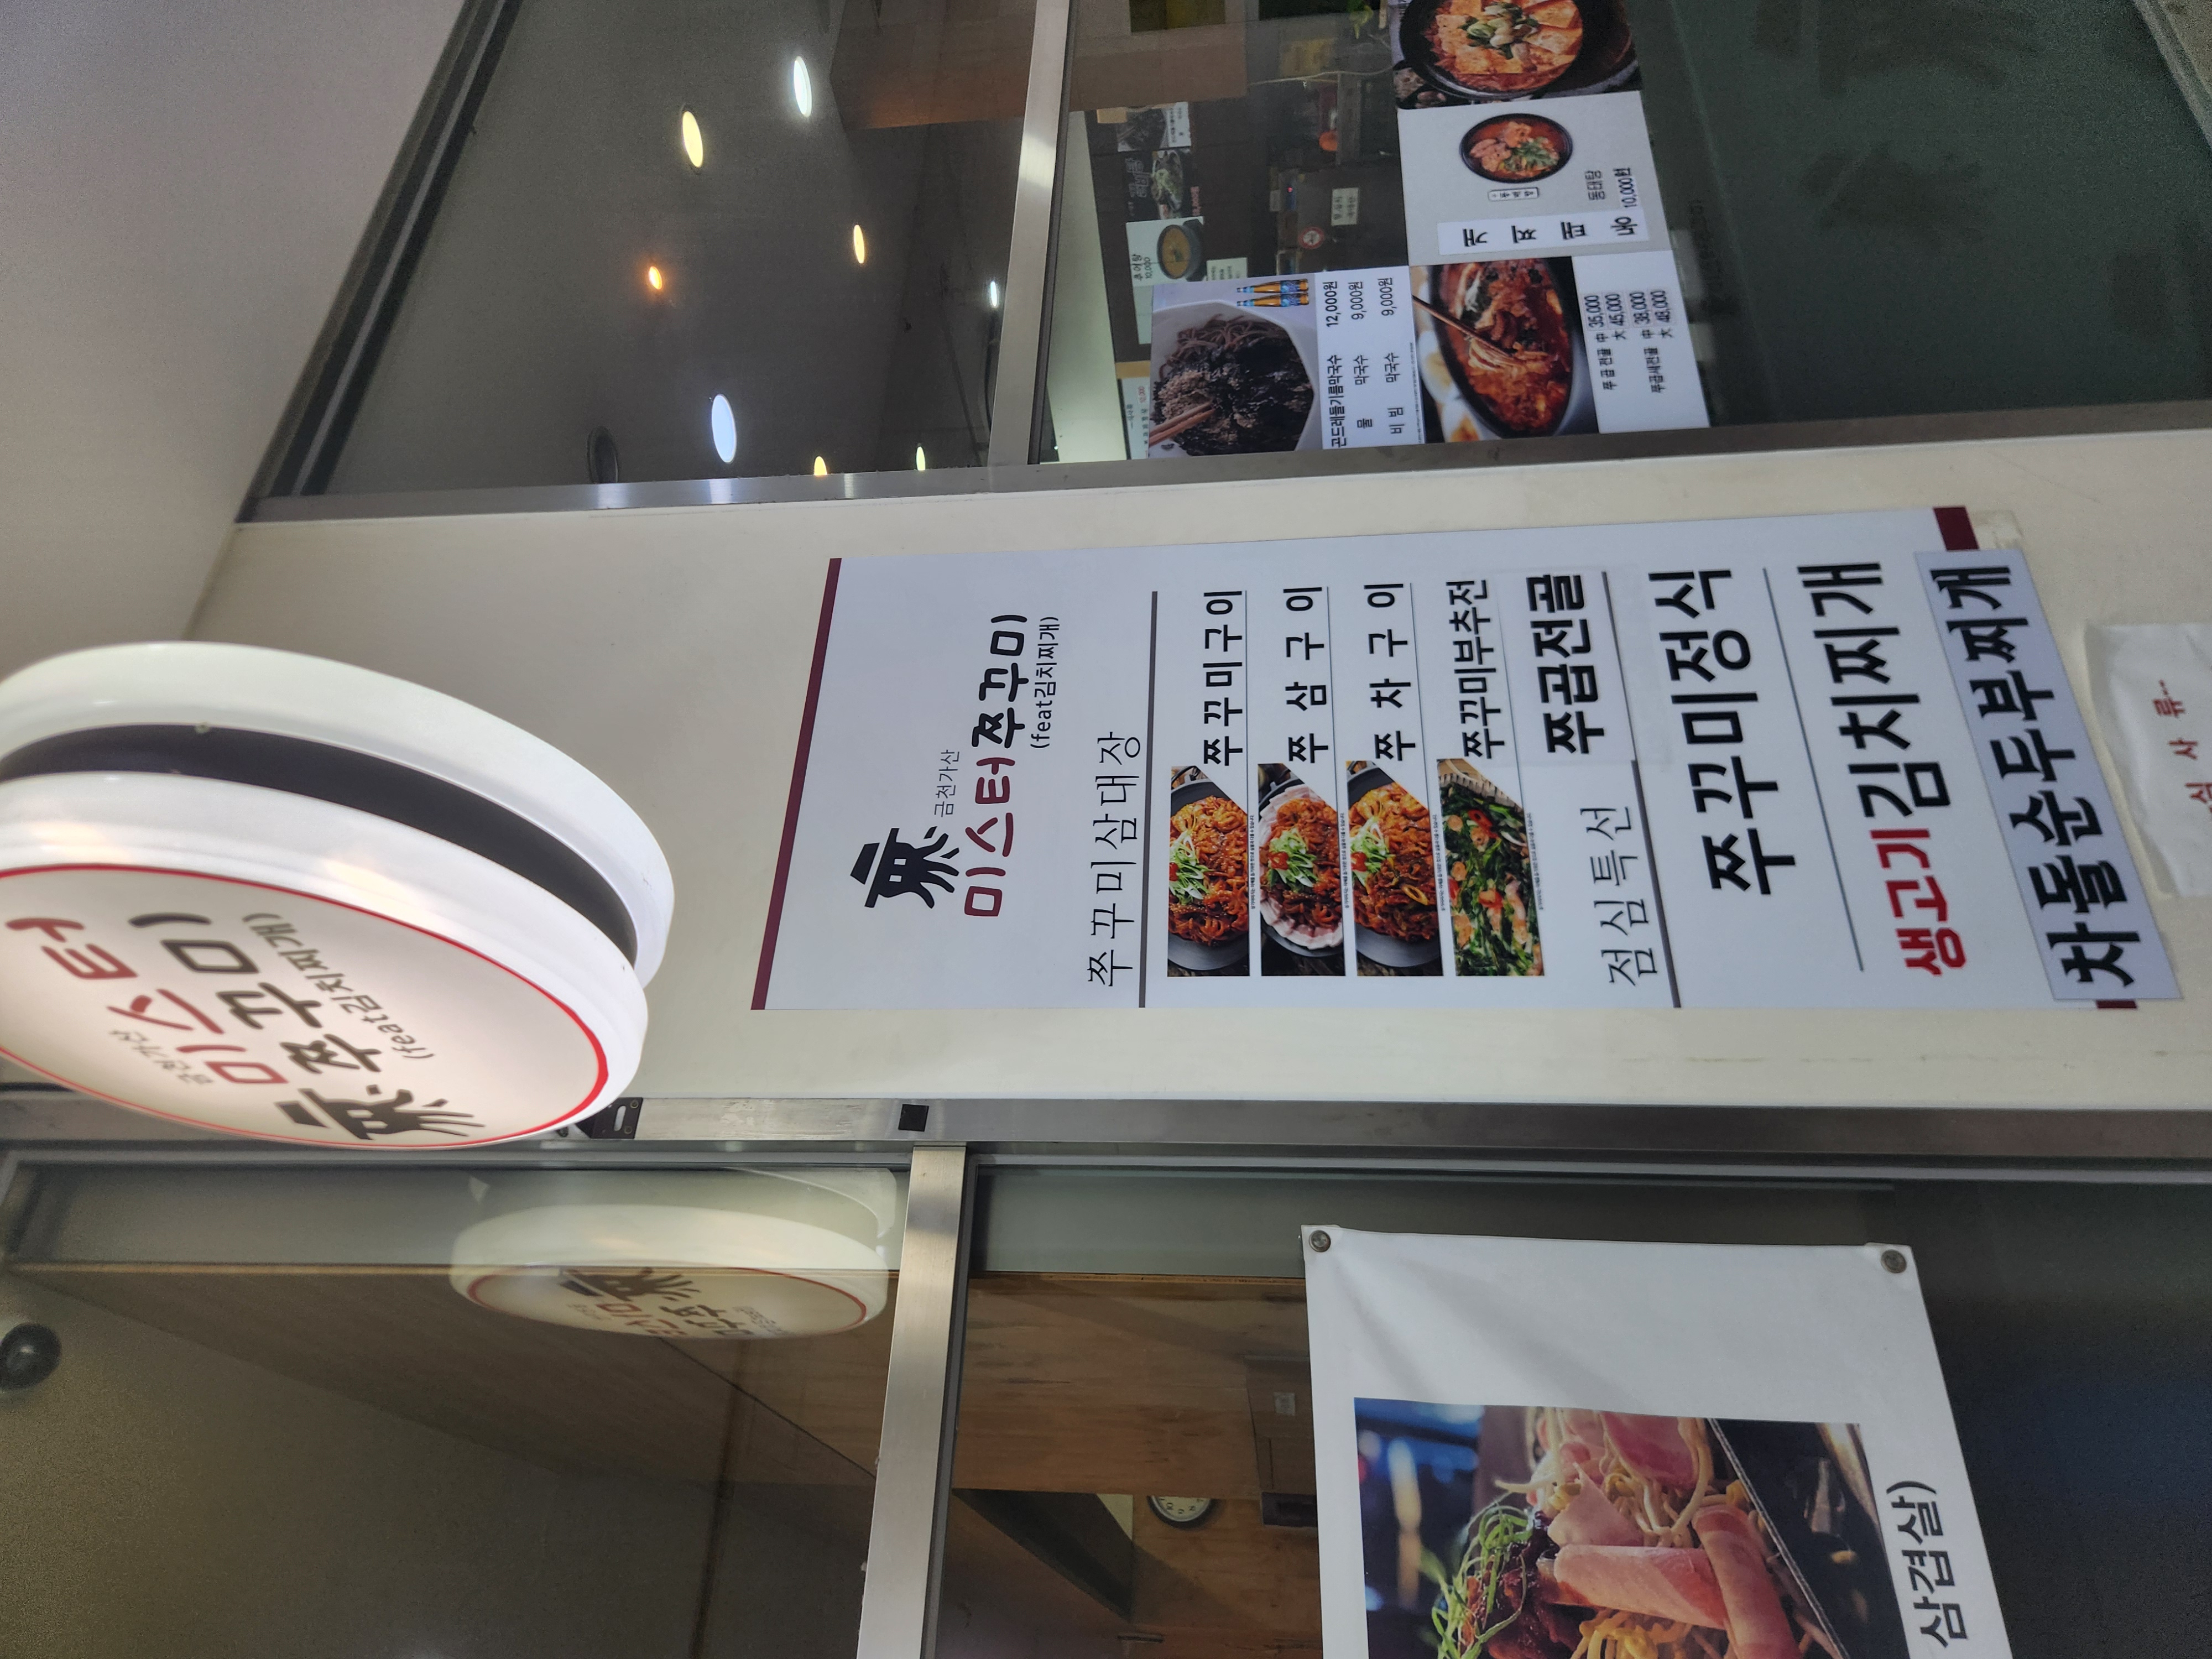 금천가산
미스터
쭈꾸미
(feat김치찌개)
금천가산
미스터쭈꾸미
(feat김치찌개)
쭈꾸미삼대장
쭈꾸미구이
쭈삼구이
쭈차구이
쭈꾸미부추전
쭈곱전골
점심특선
쭈꾸미정식
생고기김치찌개
차돌순두부찌개
식사류--
삼겹살)
추어탕
10,000
곤드레들기름막국수 12,000원
물 막국수 9,000원
비빔 막국수 9,000원
쭈곱전골 中 35,000
大 45,000
쭈곱새전골 中 38,000
大 48,000
동태찌개
동태탕
10,000원